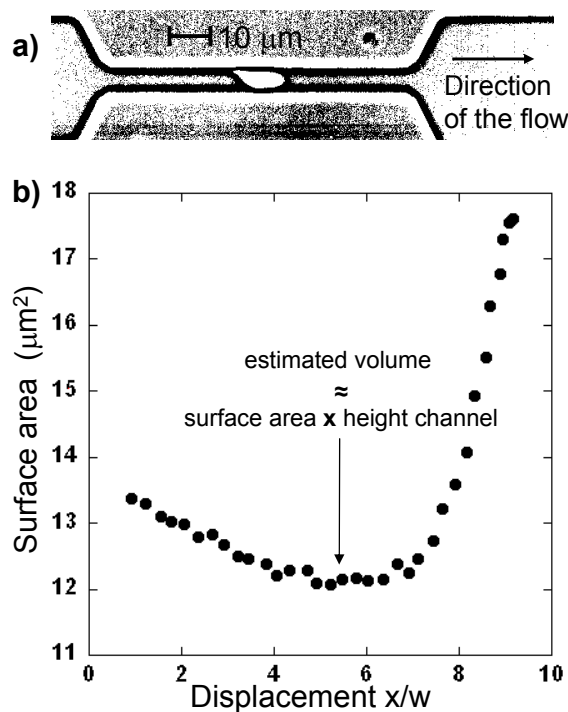 a)
10 μm
Direction
of the flow
b)
18
17
16
15
14
13
12
11
Surface area (μm²)
estimated volume
≈
surface area x height channel
0 2 4 6 8 10
Displacement x/w